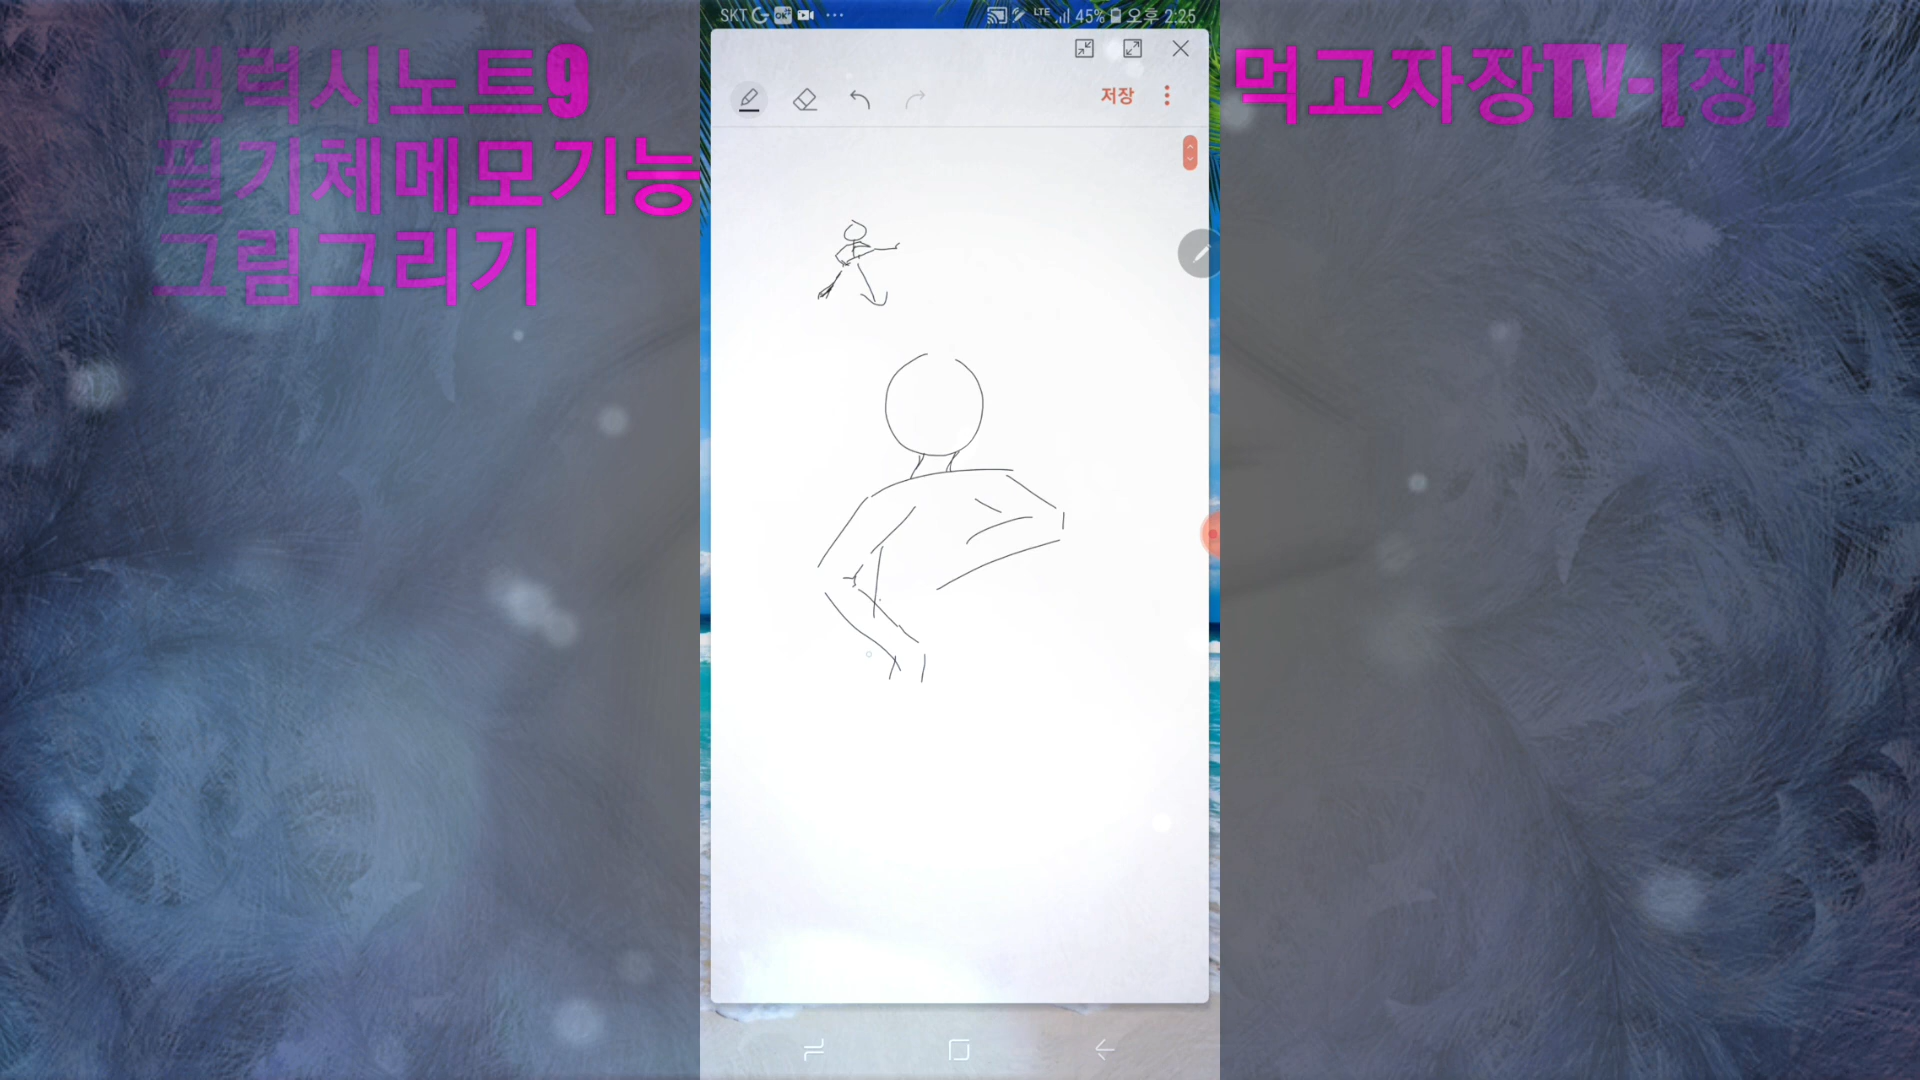 갤럭시노트9
필기체메모기능
그림그리기
먹고자장TV-[장]
SKT
LTE 45% 오후 2:25
저장